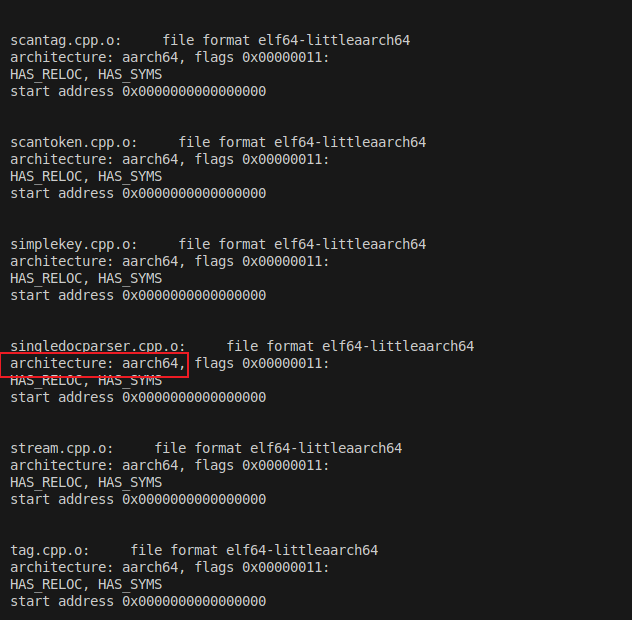 scantag.cpp.o:     file format elf64-littleaarch64
architecture: aarch64, flags 0x00000011:
HAS_RELOC, HAS_SYMS
start address 0x0000000000000000
scantoken.cpp.o:     file format elf64-littleaarch64
architecture: aarch64, flags 0x00000011:
HAS_RELOC, HAS_SYMS
start address 0x0000000000000000
simplekey.cpp.o:     file format elf64-littleaarch64
architecture: aarch64, flags 0x00000011:
HAS_RELOC, HAS_SYMS
start address 0x0000000000000000
singledocparser.cpp.o:     file format elf64-littleaarch64
architecture: aarch64, flags 0x00000011:
HAS_RELOC, HAS_SYMS
start address 0x0000000000000000
stream.cpp.o:     file format elf64-littleaarch64
architecture: aarch64, flags 0x00000011:
HAS_RELOC, HAS_SYMS
start address 0x0000000000000000
tag.cpp.o:     file format elf64-littleaarch64
architecture: aarch64, flags 0x00000011:
HAS_RELOC, HAS_SYMS
start address 0x0000000000000000